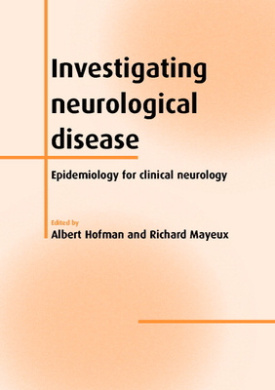 Investigating
neurological
disease
Epidemiology for clinical neurology
Edited by
Albert Hofman and Richard Mayeux